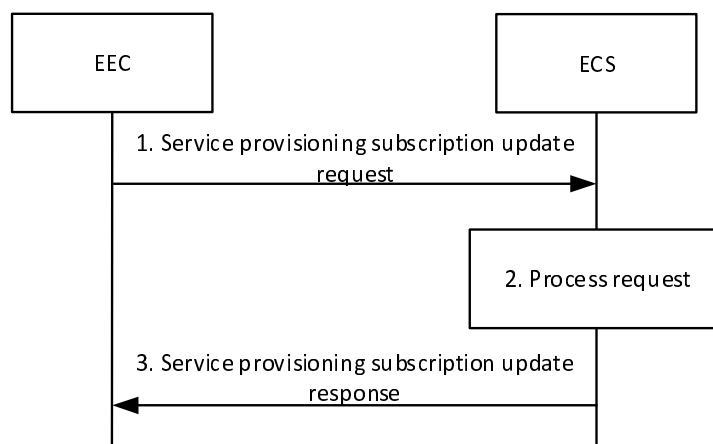 EEC
ECS
1. Service provisioning subscription update
request
2. Process request
3. Service provisioning subscription update
response